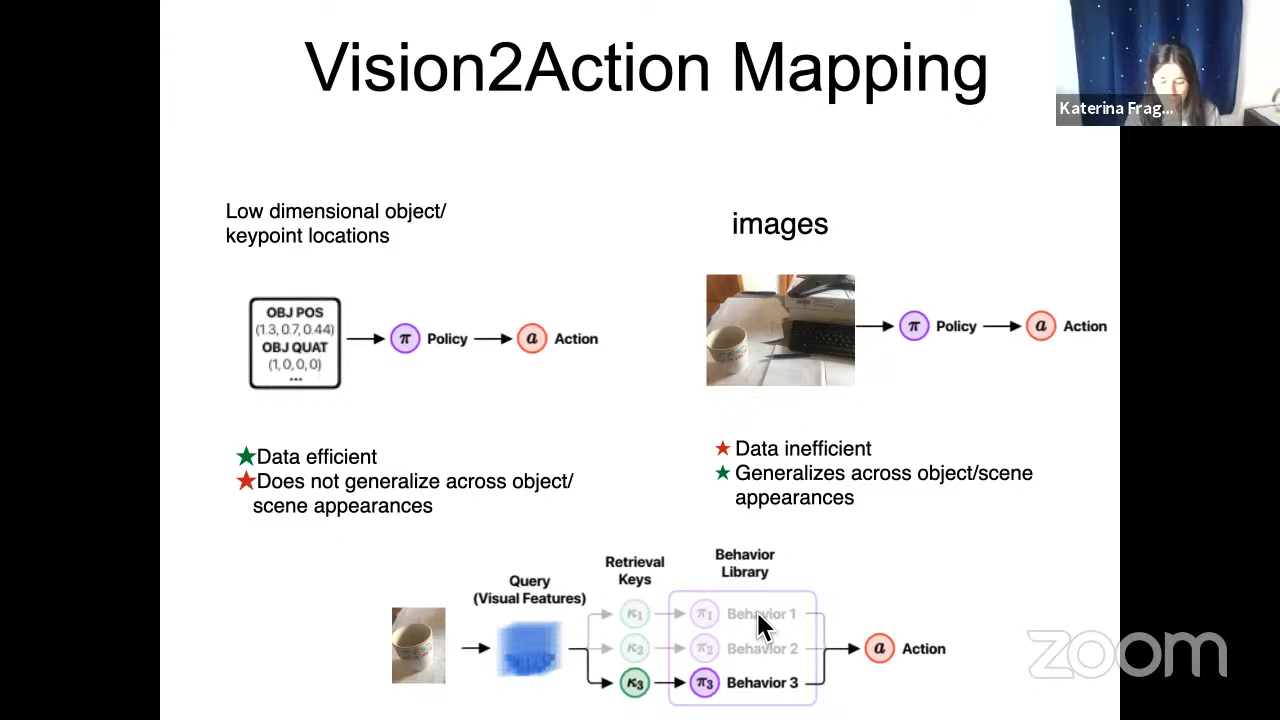 Vision2Action Mapping
Katerina Frag...
Low dimensional object/
keypoint locations
images
OBJ POS
(1.3, 0.7, 0.44)
OBJ QUAT
(1, 0, 0, 0)
...
π Policy a Action
π Policy a Action
★Data efficient
★Does not generalize across object/
scene appearances
★ Data inefficient
★ Generalizes across object/scene
appearances
Query
(Visual Features)
Retrieval
Keys
Behavior
Library
κ1 π1 Behavior 1
κ2 π2 Behavior 2
κ3 π3 Behavior 3
a Action
zoom